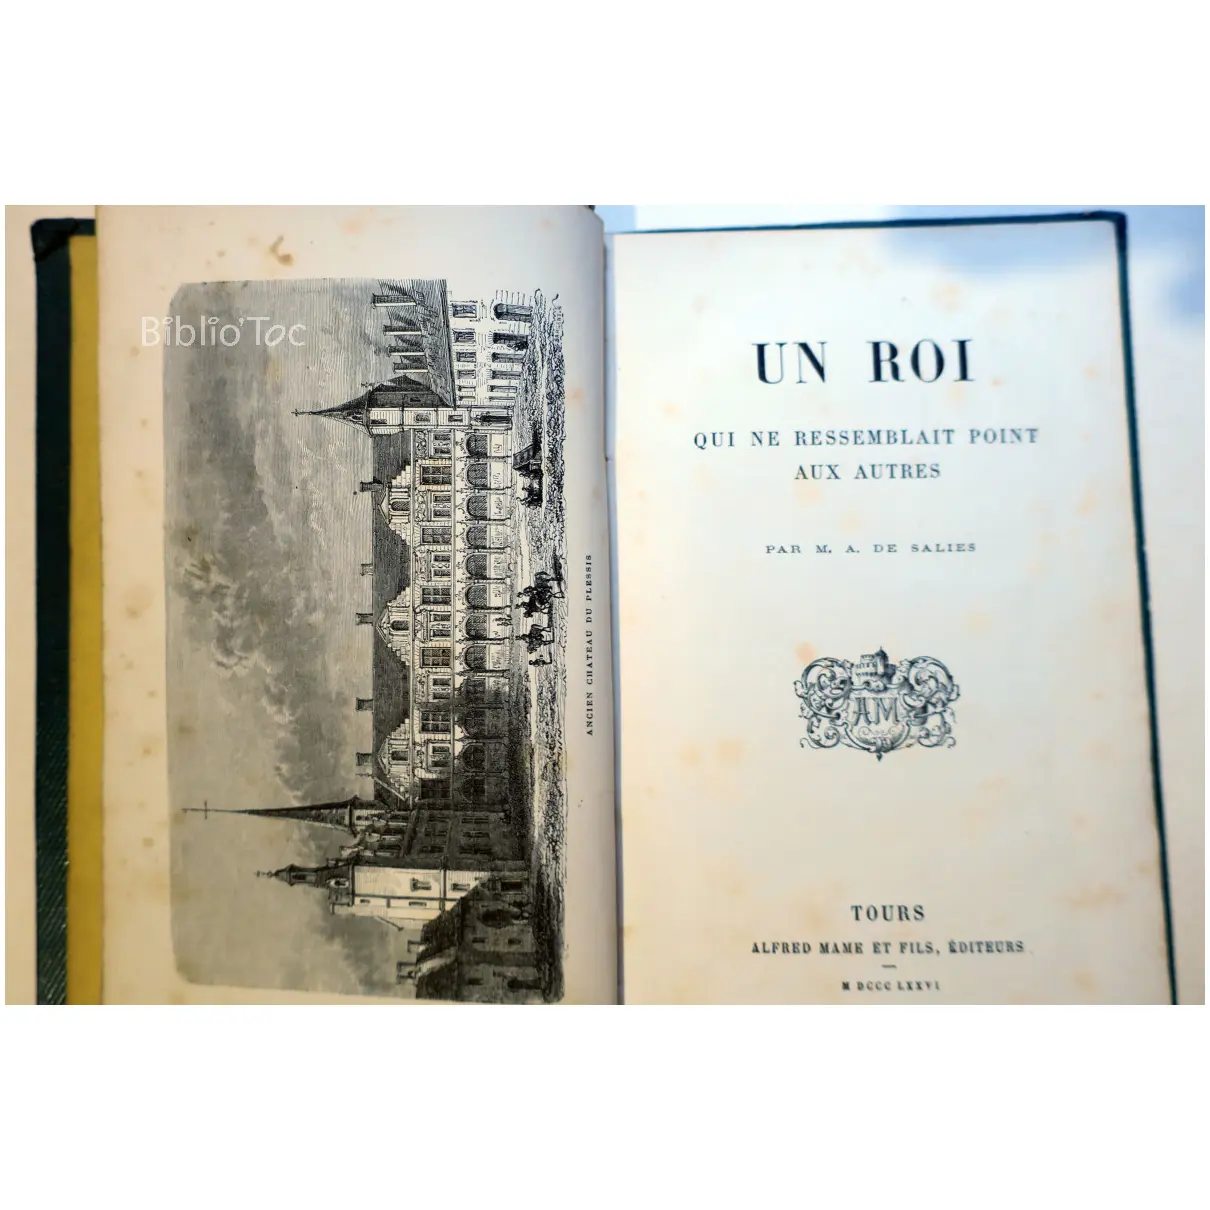 Biblio'Toc
ANCIEN CHATEAU DU PLESSIS
UN ROI
QUI NE RESSEMBLAIT POINT
AUX AUTRES
PAR M. A. DE SALIES
AM
TOURS
ALFRED MAME ET FILS, ÉDITEURS
M DCCC LXXVI